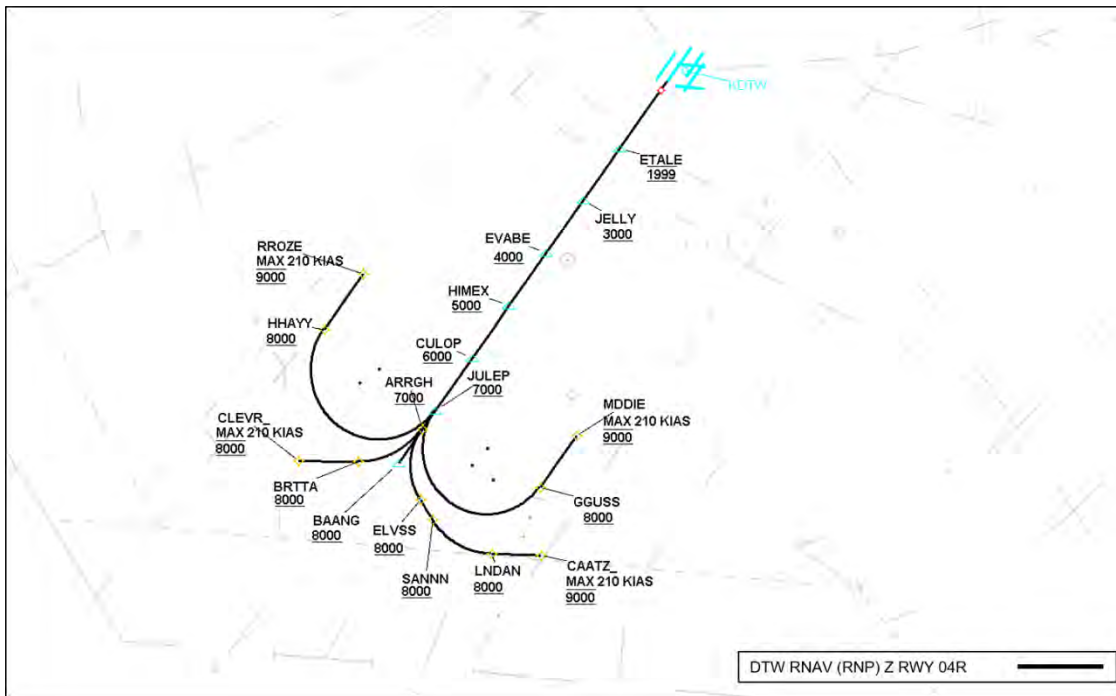 KDTW
ETALE
1999
JELLY
3000
EVABE
4000
RROZE_
MAX 210 KIAS
9000
HIMEX
5000
HHAYY
8000
CULOP
6000
ARRGH
7000
JULEP
7000
MDDIE
MAX 210 KIAS
9000
CLEVR_
MAX 210 KIAS
8000
BRTTA
8000
BAANG
8000
ELVSS
8000
GGUSS
8000
SANNN
8000
LNDAN
8000
CAATZ_
MAX 210 KIAS
9000
DTW RNAV (RNP) Z RWY 04R